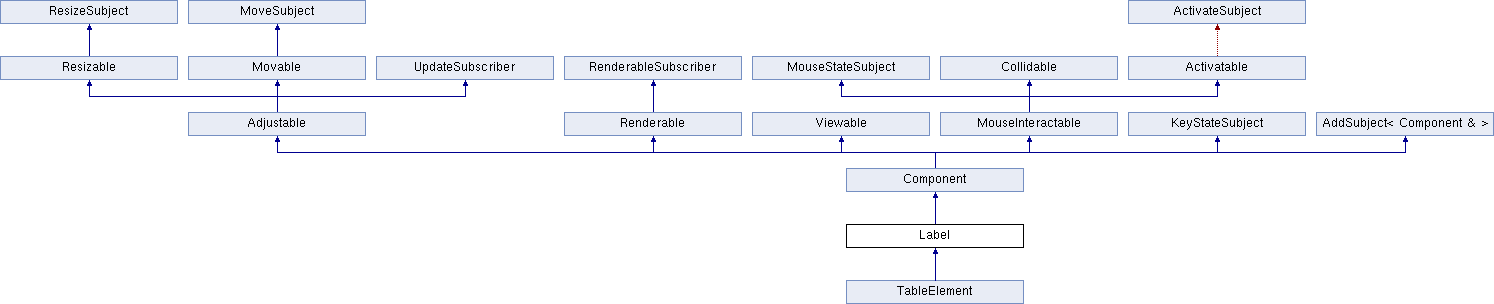 ResizeSubject MoveSubject ActivateSubject
Resizable Movable UpdateSubscriber RenderableSubscriber MouseStateSubject Collidable Activatable
Adjustable Renderable Viewable MouseInteractable KeyStateSubject AddSubject< Component & >
Component
Label
TableElement